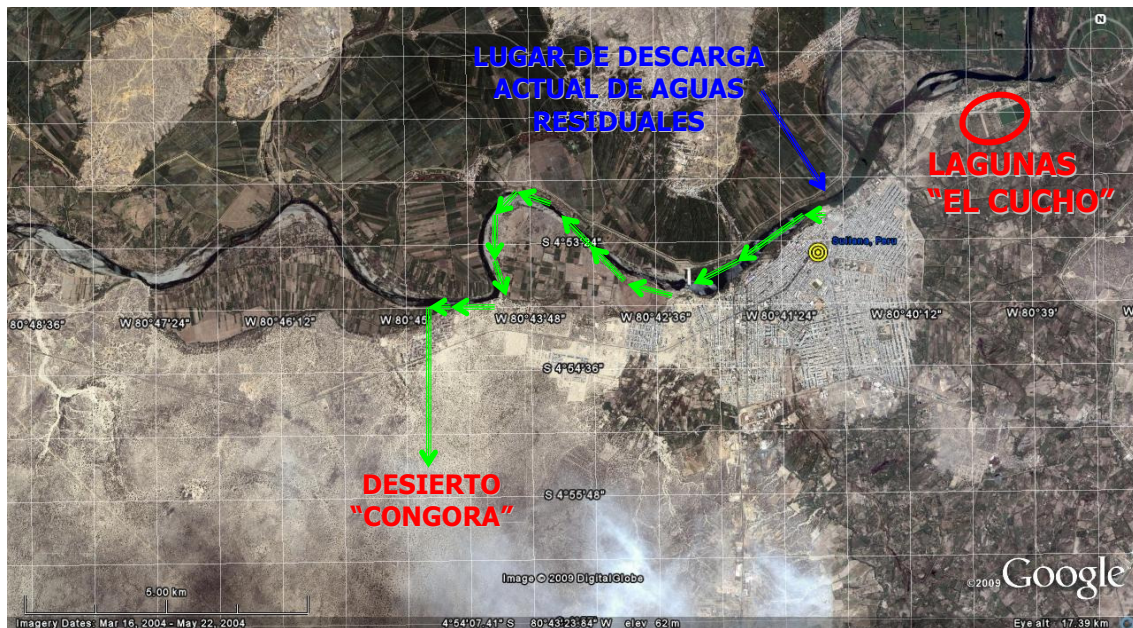 N
LUGAR DE DESCARGA
ACTUAL DE AGUAS
RESIDUALES
LAGUNAS
“EL CUCHO”
S 4°53'24"
Sullana, Peru
W 80°48'36"
W 80°47'24"
W 80°46'12"
W 80°45'
W 80°43'48"
W 80°42'36"
W 80°41'24"
W 80°40'12"
W 80°39'
S 4°54'36"
DESIERTO
“CONGORA”
S 4°55'48"
Image © 2009 DigitalGlobe
©2009 Google
5.00 km
Imagery Dates: Mar 16, 2004 - May 22, 2004
4°54'07.41" S 80°43'23.84" W elev 62 m
Eye alt 17.39 km